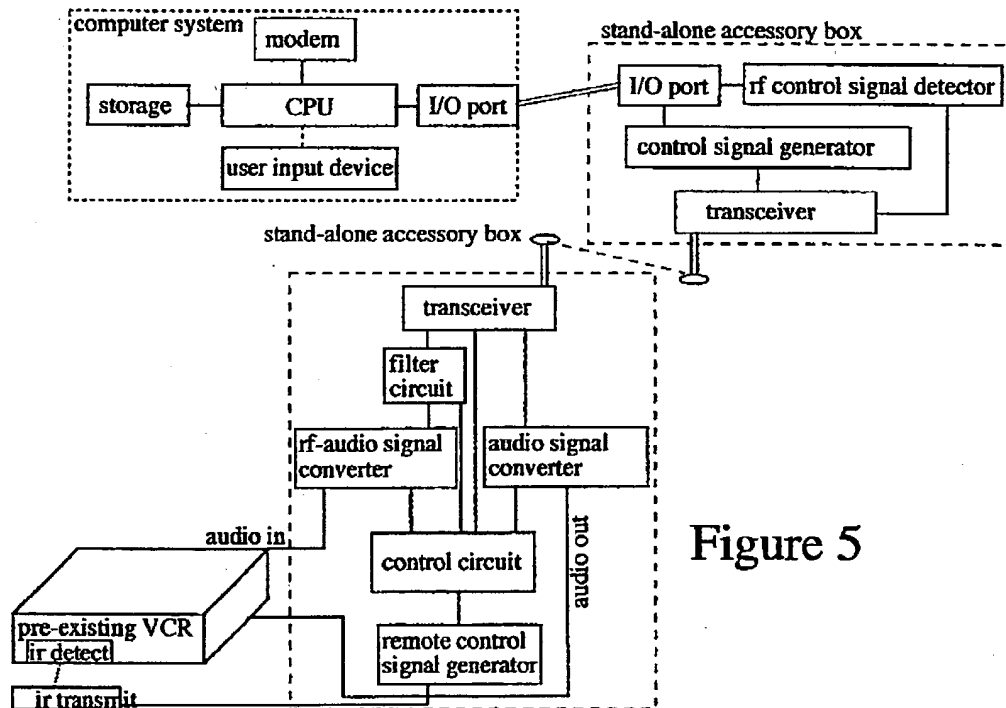 computer system
modem
storage
CPU
I/O port
user input device
stand-alone accessory box
I/O port
rf control signal detector
control signal generator
transceiver
stand-alone accessory box
transceiver
filter
circuit
rf-audio signal
converter
audio signal
converter
audio in
control circuit
audio out
Figure 5
pre-existing VCR
ir detect
remote control
signal generator
ir transmit